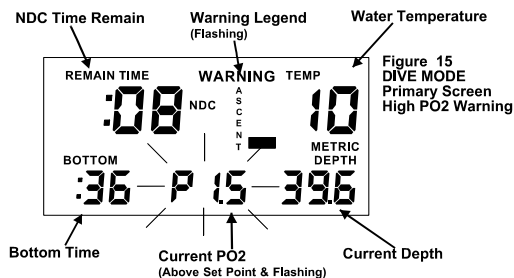 NDC Time Remain
Warning Legend
(Flashing)
Water Temperature
Figure 15
DIVE MODE
Primary Screen
High PO2 Warning
REMAIN TIME
WARNING
TEMP
:08
NDC
ASCENT
10
BOTTOM
METRIC
DEPTH
:36
P 1.5
39.6
Bottom Time
Current PO2
(Above Set Point & Flashing)
Current Depth